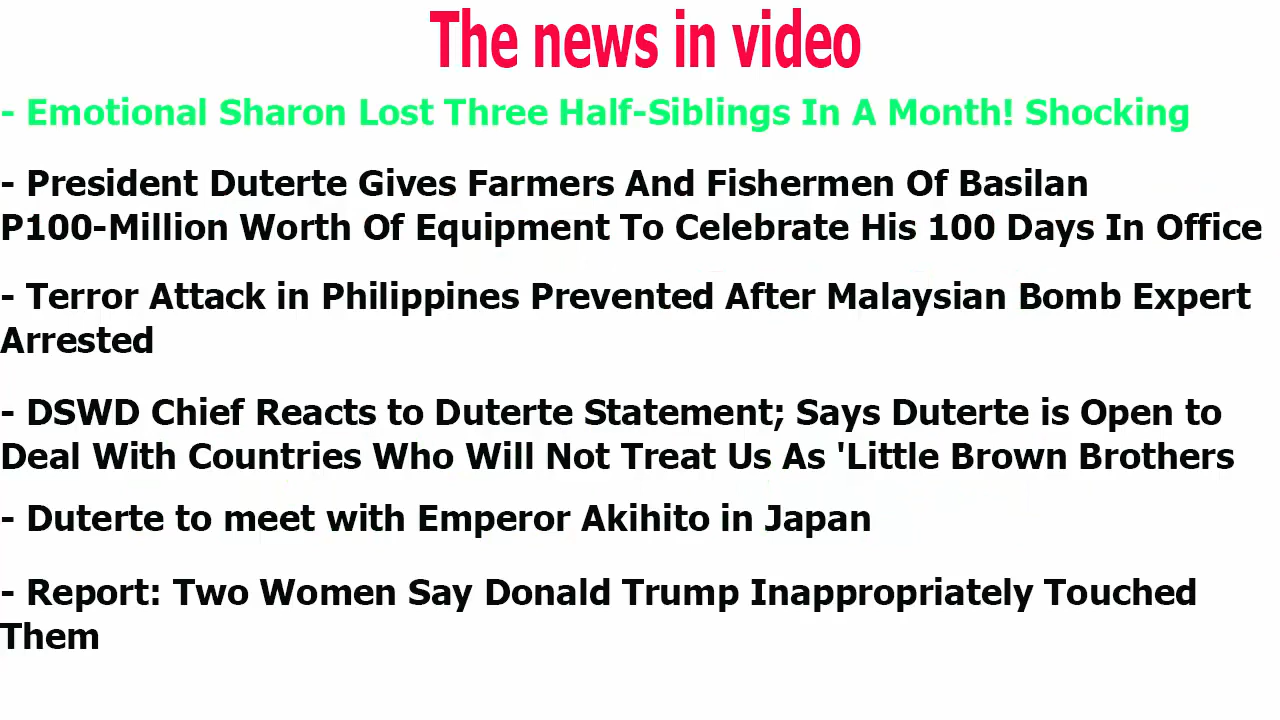 The news in video
- Emotional Sharon Lost Three Half-Siblings In A Month! Shocking
- President Duterte Gives Farmers And Fishermen Of Basilan
P100-Million Worth Of Equipment To Celebrate His 100 Days In Office
- Terror Attack in Philippines Prevented After Malaysian Bomb Expert
Arrested
- DSWD Chief Reacts to Duterte Statement; Says Duterte is Open to
Deal With Countries Who Will Not Treat Us As 'Little Brown Brothers
- Duterte to meet with Emperor Akihito in Japan
- Report: Two Women Say Donald Trump Inappropriately Touched
Them